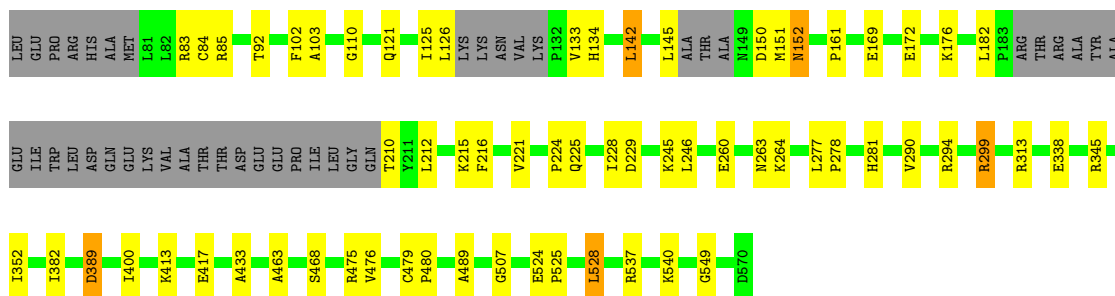 LEU GLU PRO ARG HIS ALA MET L81 L82 R83 C84 R85 T92 F102 A103 G110 Q121 I125 L126 LYS LYS ASN VAL LYS P132 V133 H134 L142 L145 ALA THR ALA N149 D150 M151 N152 P161 E169 E172 K176 L182 P183 ARG THR ARG ALA TYR ALA
GLU ILE TRP LEU ASP GLN GLU LYS VAL ALA THR THR ASP GLU GLU PRO ILE LEU GLY GLN T210 Y211 L212 K215 F216 V221 P224 Q225 I228 D229 K245 L246 E260 N263 K264 L277 P278 H281 V290 R294 R299 R313 E338 R345
I352 I382 D389 I400 K413 E417 A433 A463 S468 R475 V476 C479 P480 A489 G507 E524 P525 L528 R537 K540 G549 D570